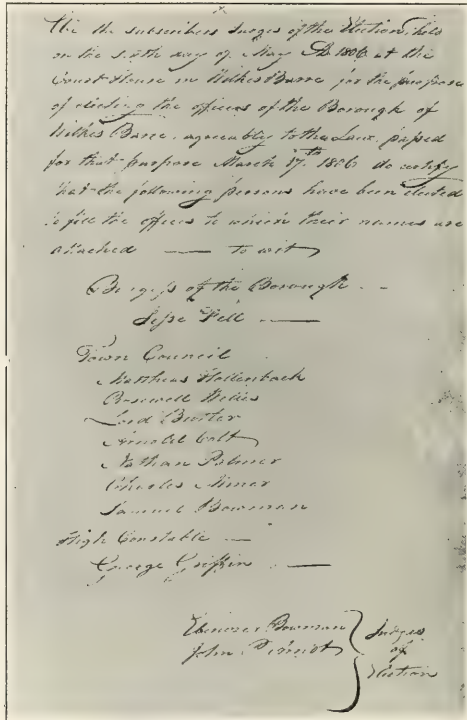 We the subscribers Judges of the Election, held
on the sixth day of May AD 1806 at the
Court House in Wilkes Barre for the purpose
of electing the officers of the Borough of
Wilkes Barre, agreeably to the Law, passed
for that purpose March 17th 1806 do certify
that the following persons have been elected
to fill the offices to which their names are
attached — to wit
Burgess of the Borough —
Jesse Fell —
Town Council
Matthias Hollenback
Roswell Welles
Lord Butler
Arnold Colt
Nathan Palmer
Charles Miner
Samuel Bowman
High Constable —
George Griffin —
Ebenezer Bowman
John
Judges
of
Election